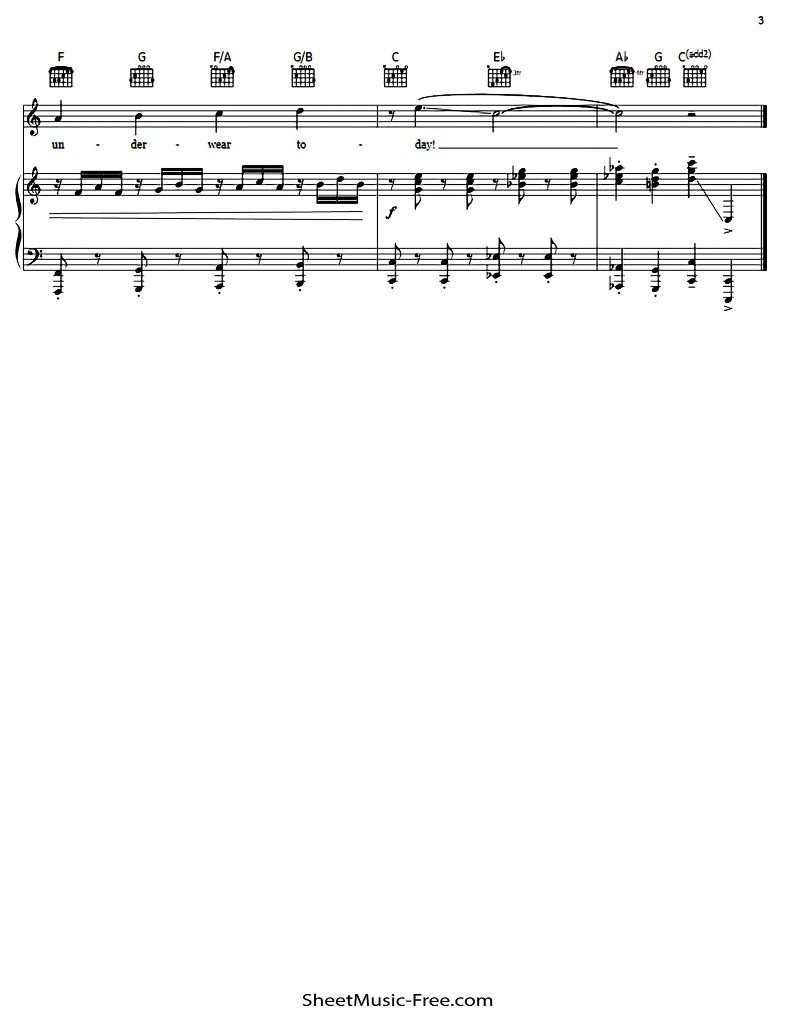 3
F G F/A G/B C E♭ A♭ G C(add2)
3fr 4fr
un - der - wear to - day!
f
SheetMusic-Free.com